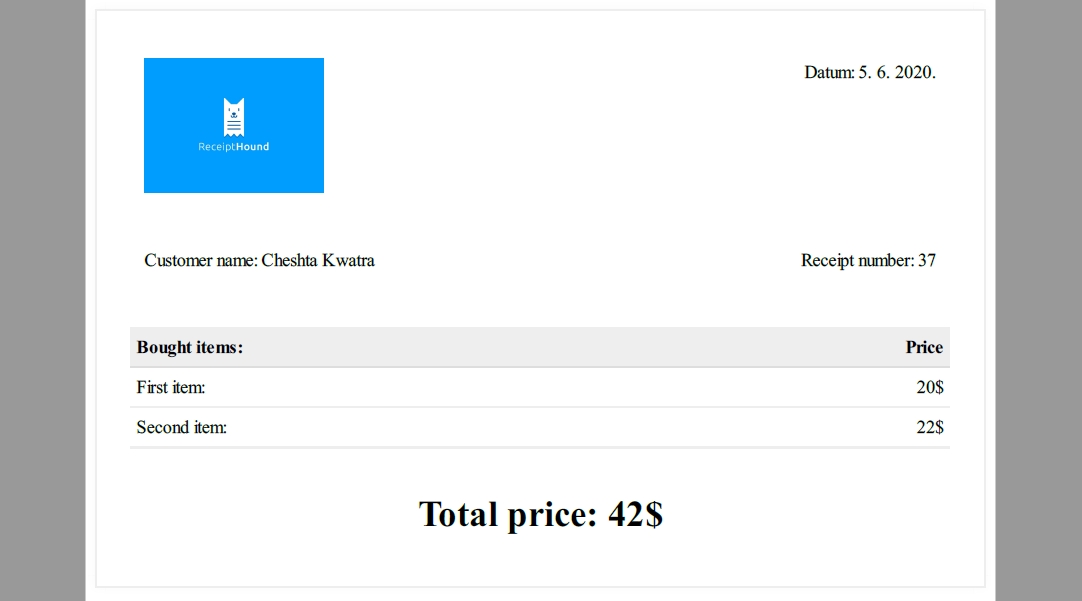 Datum: 5. 6. 2020.
ReceiptHound
Customer name: Cheshta Kwatra
Receipt number: 37
Bought items:
Price
First item:
20$
Second item:
22$
Total price: 42$